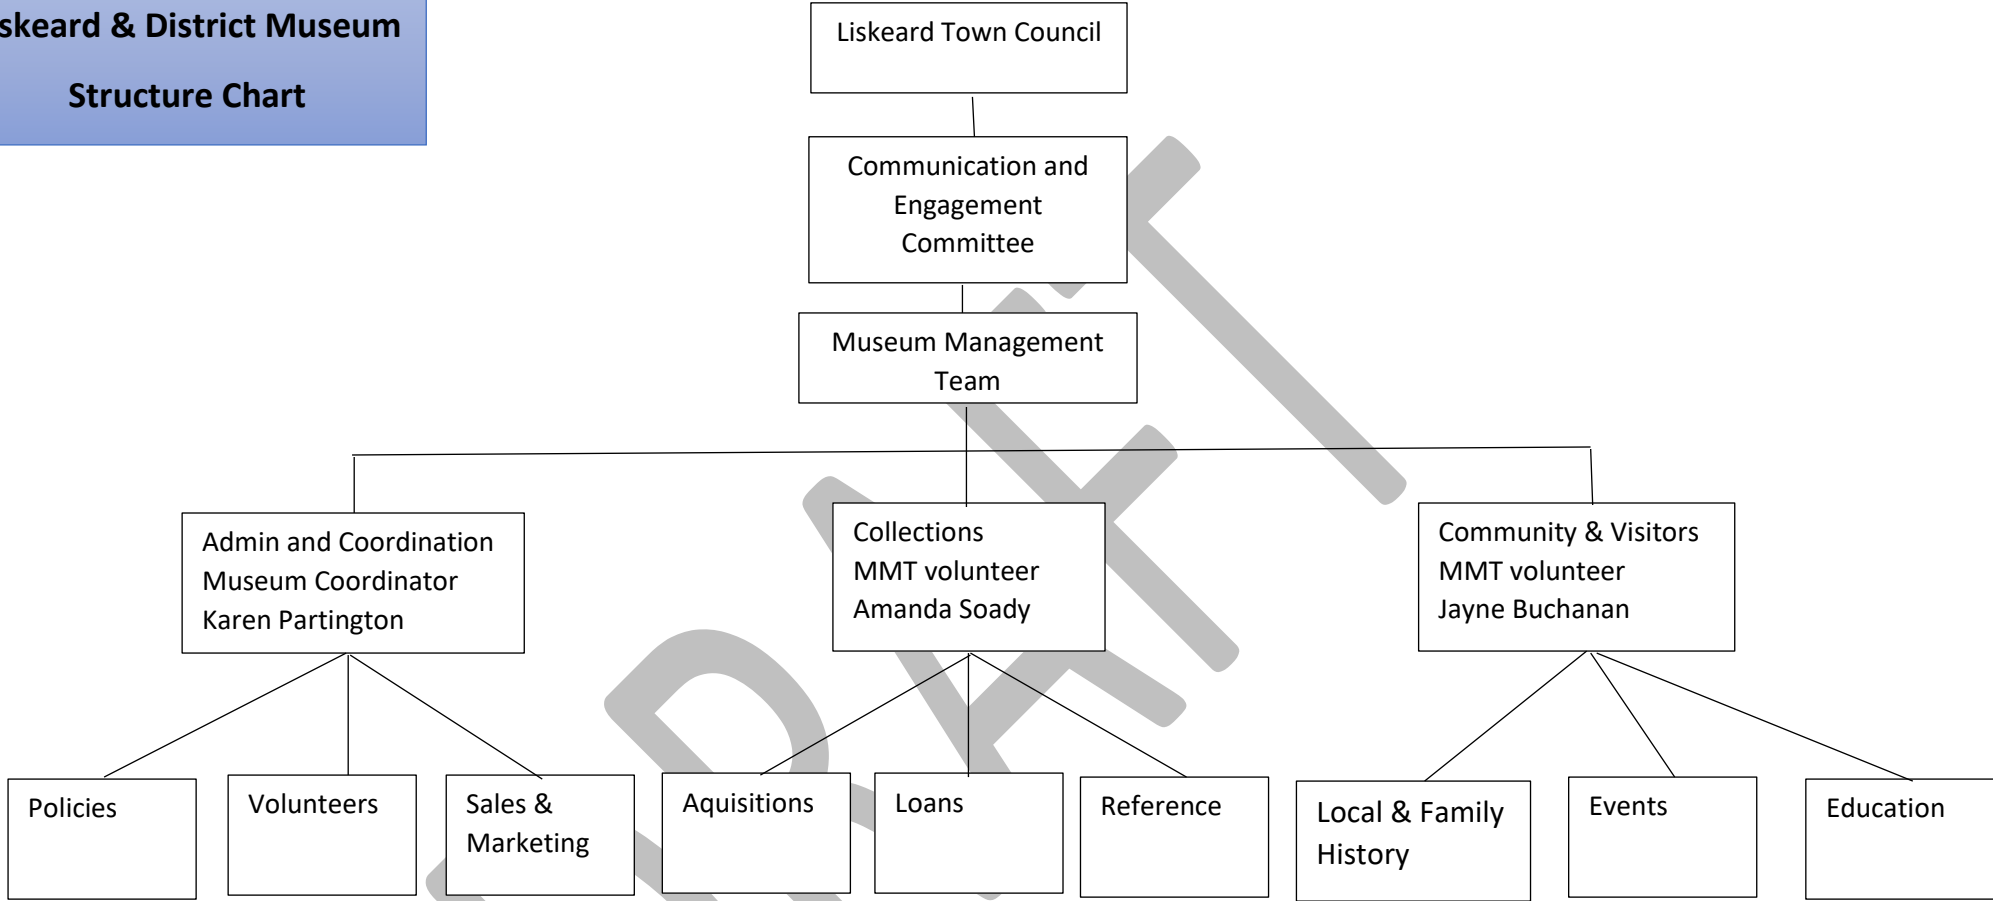 skeard & District Museum
Structure Chart
Liskeard Town Council
Communication and
Engagement
Committee
Museum Management
Team
Admin and Coordination
Museum Coordinator
Karen Partington
Collections
MMT volunteer
Amanda Soady
Community & Visitors
MMT volunteer
Jayne Buchanan
Policies
Volunteers
Sales &
Marketing
Aquisitions
Loans
Reference
Local & Family
History
Events
Education
DRAFT